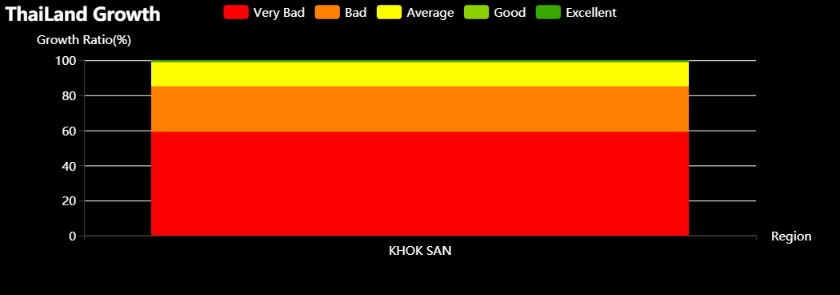 ThaiLand Growth
Very Bad Bad Average Good Excellent
Growth Ratio(%)
100
80
60
40
20
0
KHOK SAN
Region